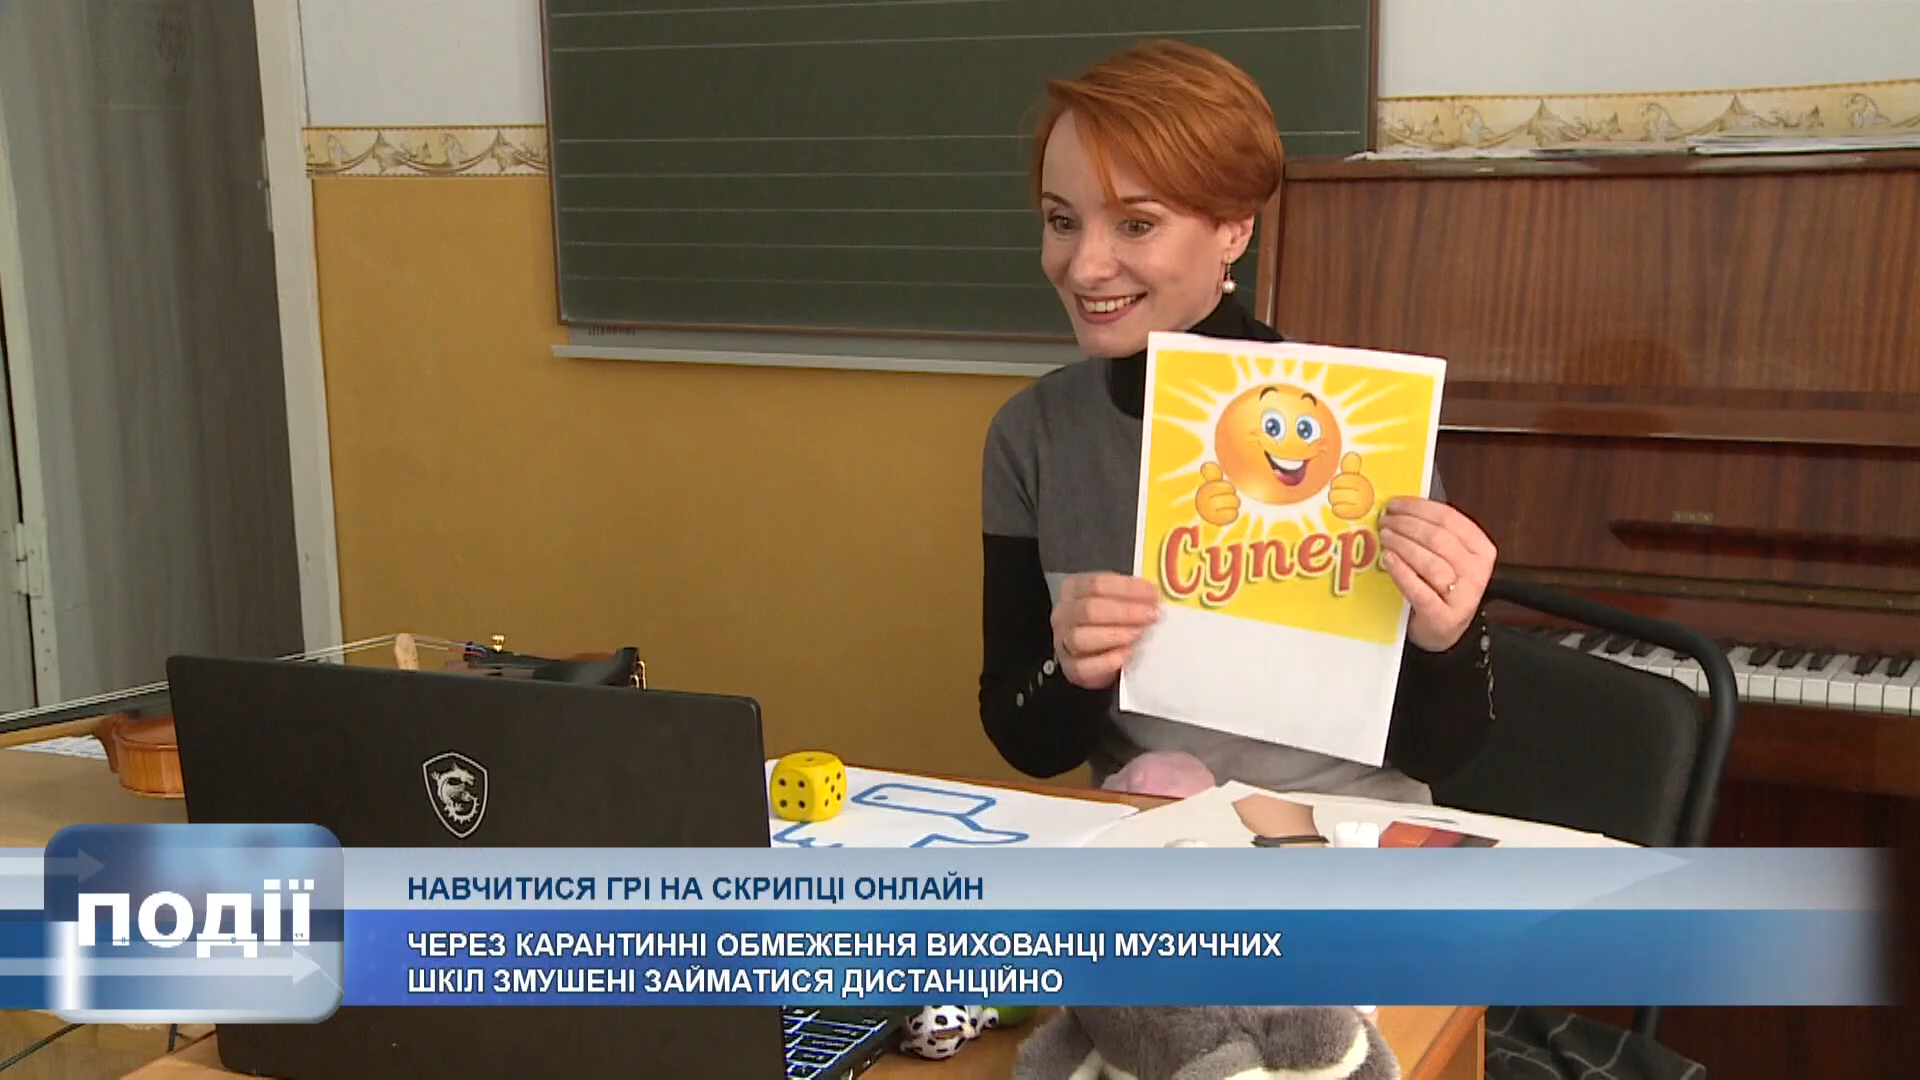 Супер
події
НАВЧИТИСЯ ГРІ НА СКРИПЦІ ОНЛАЙН
ЧЕРЕЗ КАРАНТИННІ ОБМЕЖЕННЯ ВИХОВАНЦІ МУЗИЧНИХ
ШКІЛ ЗМУШЕНІ ЗАЙМАТИСЯ ДИСТАНЦІЙНО